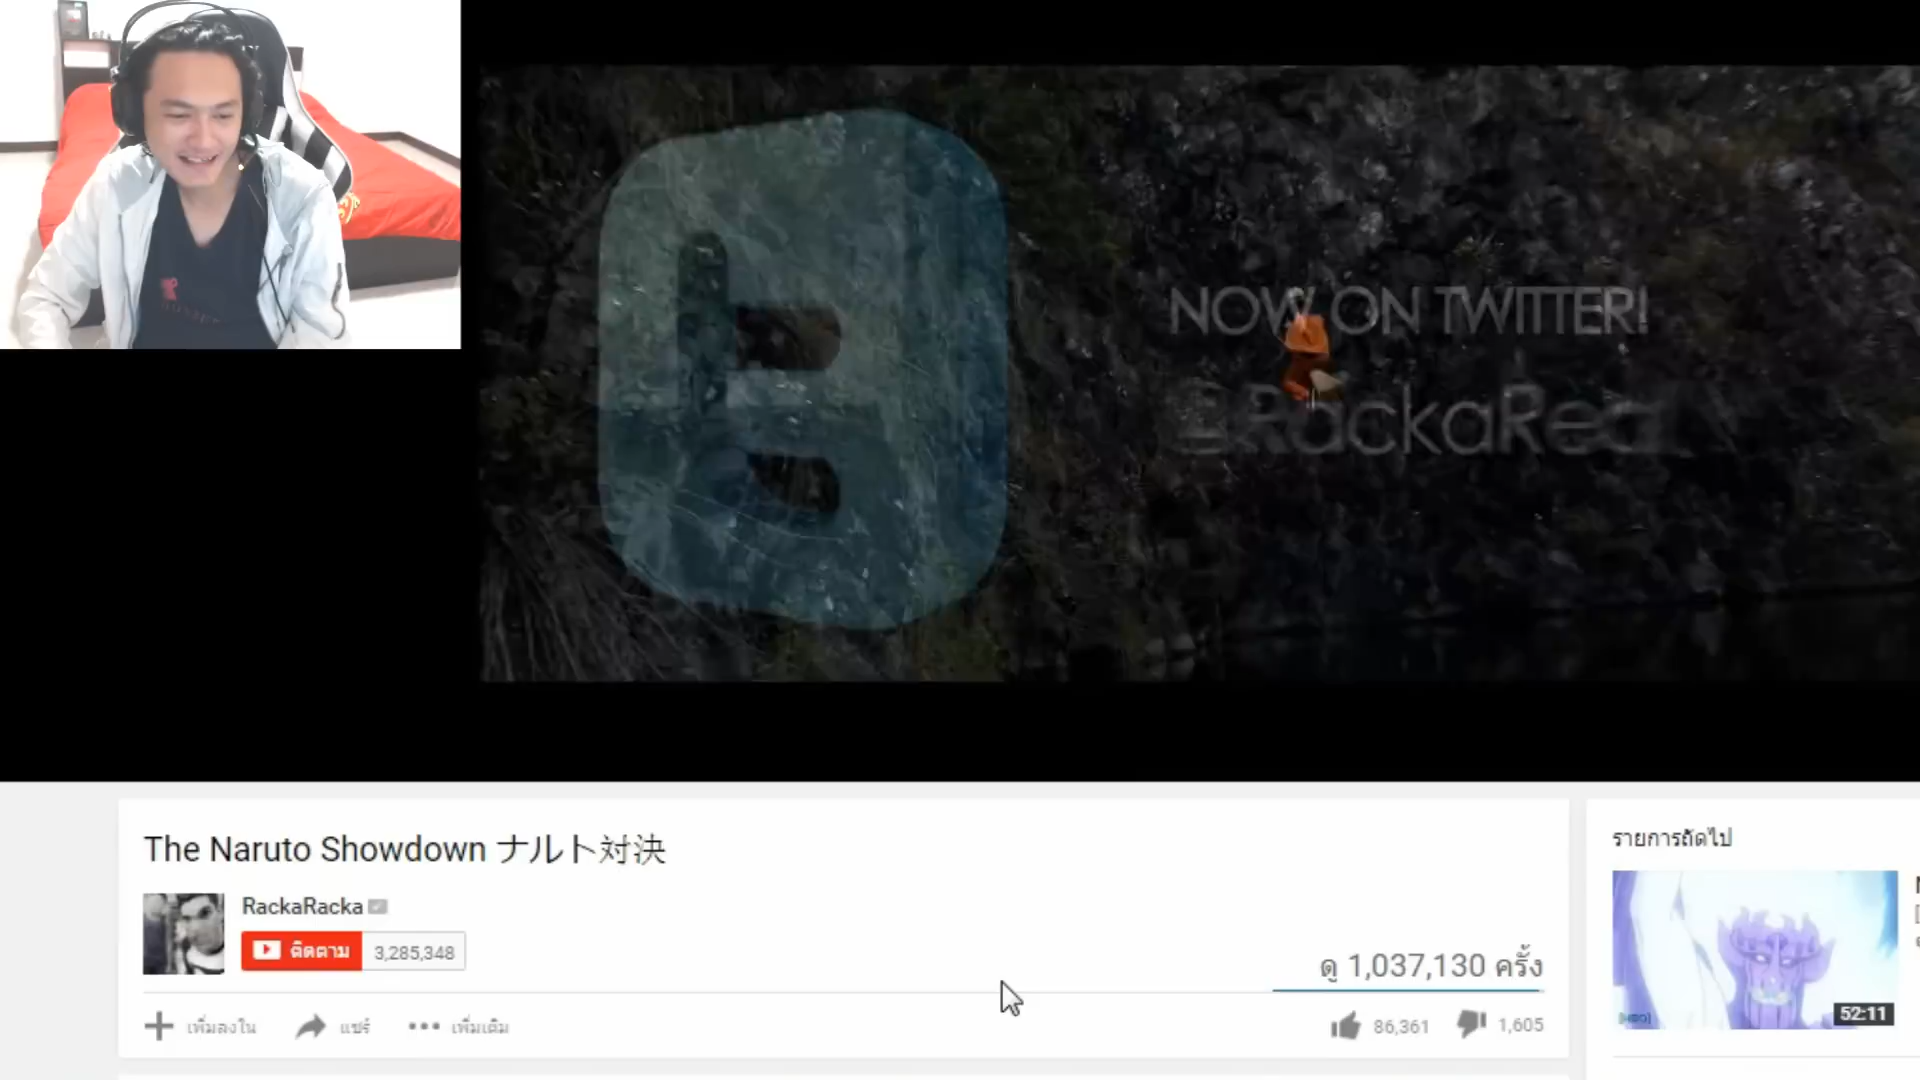 NOW ON TWITTER!
@RackaReel
The Naruto Showdown ナルト対決
RackaRacka
ติดตาม 3,285,348
ดู 1,037,130 ครั้ง
เพิ่มลงใน แชร์ เพิ่มเติม
86,361 1,605
รายการถัดไป
52:11